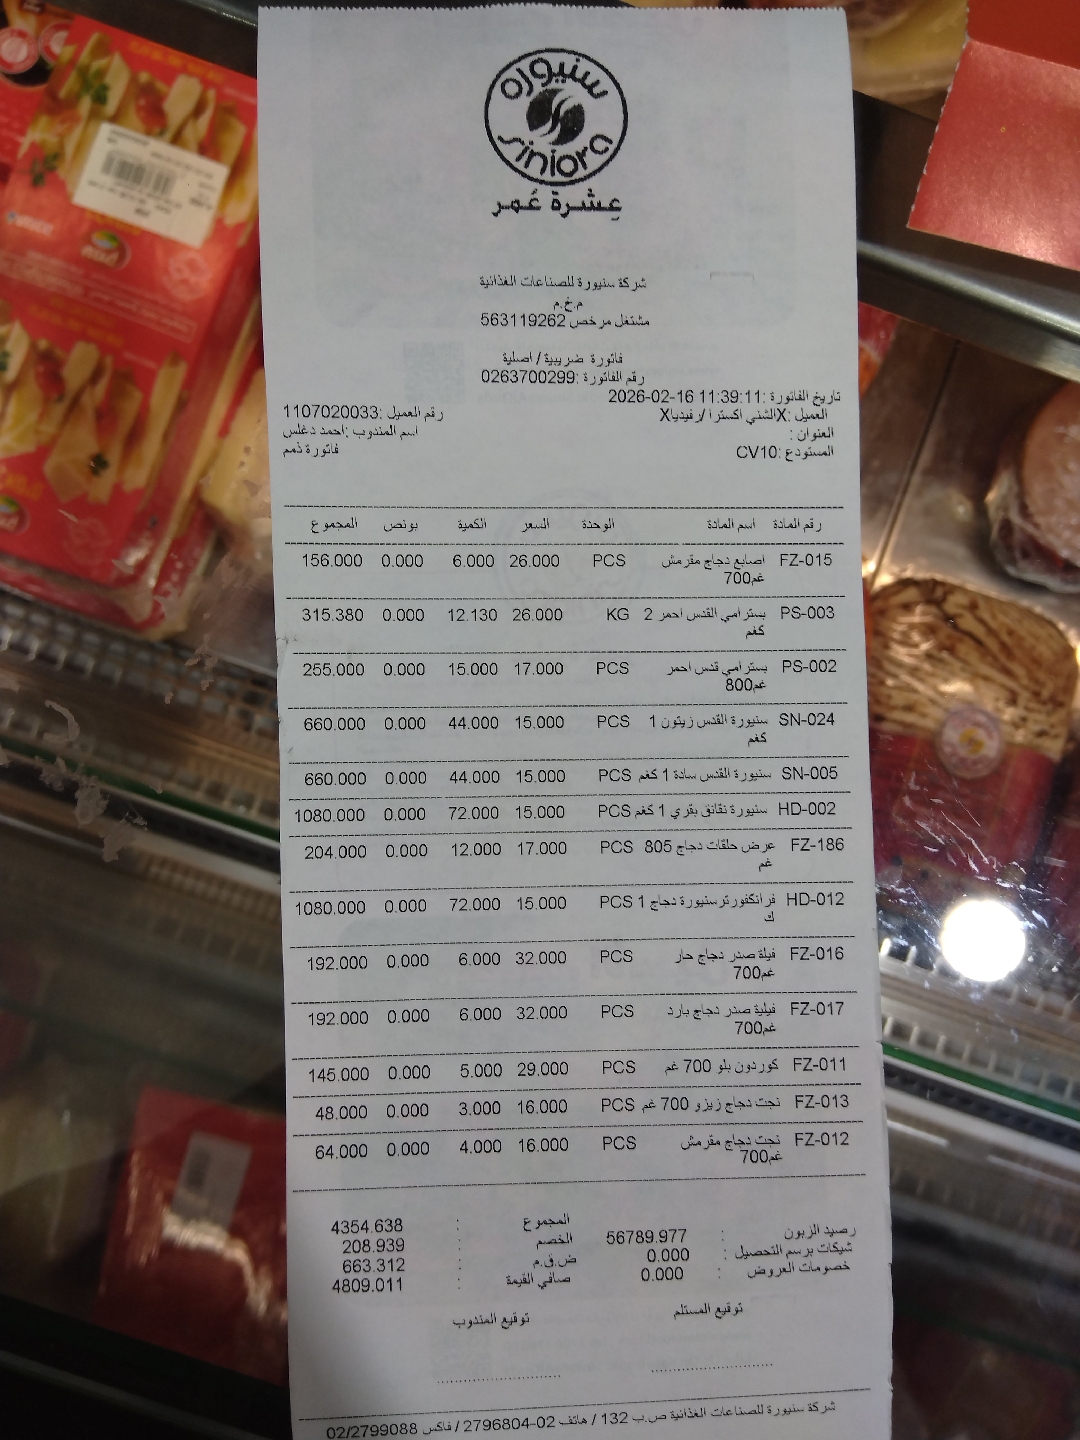 سنيورة
siniora
عِشرة عُمر
شركة سنيورة للصناعات الغذائية
م.خ.م
مشتغل مرخص 563119262
فاتورة ضريبية / اصلية
رقم الفاتورة :0263700299
تاريخ الفاتورة :2026-02-16 11:39:11
العميل :Xالشني اكسترا /رفيدياX رقم العميل :1107020033
العنوان : اسم المندوب :احمد دغلس
المستودع :CV10 فاتورة ذمم
رقم المادة اسم المادة الوحدة السعر الكمية بونص المجموع
FZ-015 اصابع دجاج مقرمش PCS 26.000 6.000 0.000 156.000
700غم
PS-003 بسترامي القدس احمر 2 KG 26.000 12.130 0.000 315.380
كغم
PS-002 بسترامي قدس احمر PCS 17.000 15.000 0.000 255.000
800غم
SN-024 سنيورة القدس زيتون 1 PCS 15.000 44.000 0.000 660.000
كغم
SN-005 سنيورة القدس سادة 1 كغم PCS 15.000 44.000 0.000 660.000
HD-002 سنيورة نقانق بقري 1 كغم PCS 15.000 72.000 0.000 1080.000
FZ-186 عرض حلقات دجاج 805 PCS 17.000 12.000 0.000 204.000
غم
HD-012 فرانكفورترسنيورة دجاج 1 PCS 15.000 72.000 0.000 1080.000
ك
FZ-016 فيلة صدر دجاج حار PCS 32.000 6.000 0.000 192.000
700غم
FZ-017 فيلية صدر دجاج بارد PCS 32.000 6.000 0.000 192.000
700غم
FZ-011 كوردون بلو 700 غم PCS 29.000 5.000 0.000 145.000
FZ-013 نجت دجاج زيزو 700 غم PCS 16.000 3.000 0.000 48.000
FZ-012 نجت دجاج مقرمش PCS 16.000 4.000 0.000 64.000
700غم
المجموع : 4354.638
رصيد الزبون : 56789.977 الخصم : 208.939
شيكات برسم التحصيل : 0.000 ض.ق.م : 663.312
خصومات العروض : 0.000 صافي القيمة : 4809.011
توقيع المستلم توقيع المندوب
شركة سنيورة للصناعات الغذائية ص.ب 132 / هاتف 02-2796804 / فاكس 02/2799088